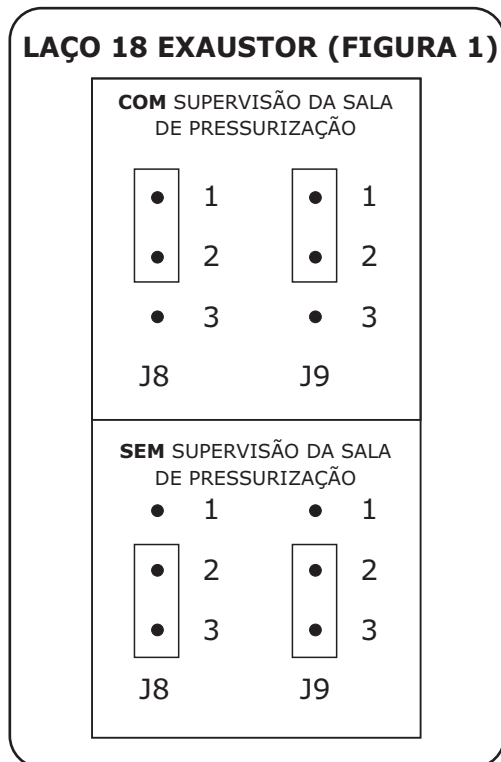 LAÇO 18 EXAUSTOR (FIGURA 1)
COM SUPERVISÃO DA SALA
DE PRESSURIZAÇÃO
1 1
2 2
3 3
J8 J9
SEM SUPERVISÃO DA SALA
DE PRESSURIZAÇÃO
1 1
2 2
3 3
J8 J9